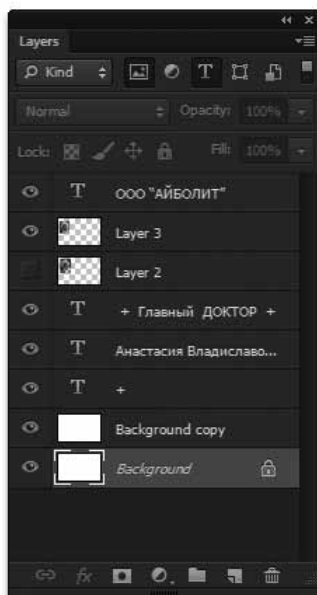 Layers
Kind
T
Normal Opacity: 100%
Lock: Fill: 100%
T ООО "АЙБОЛИТ"
Layer 3
Layer 2
T + Главный ДОКТОР +
T Анастасия Владиславо...
T +
Background copy
Background
fx